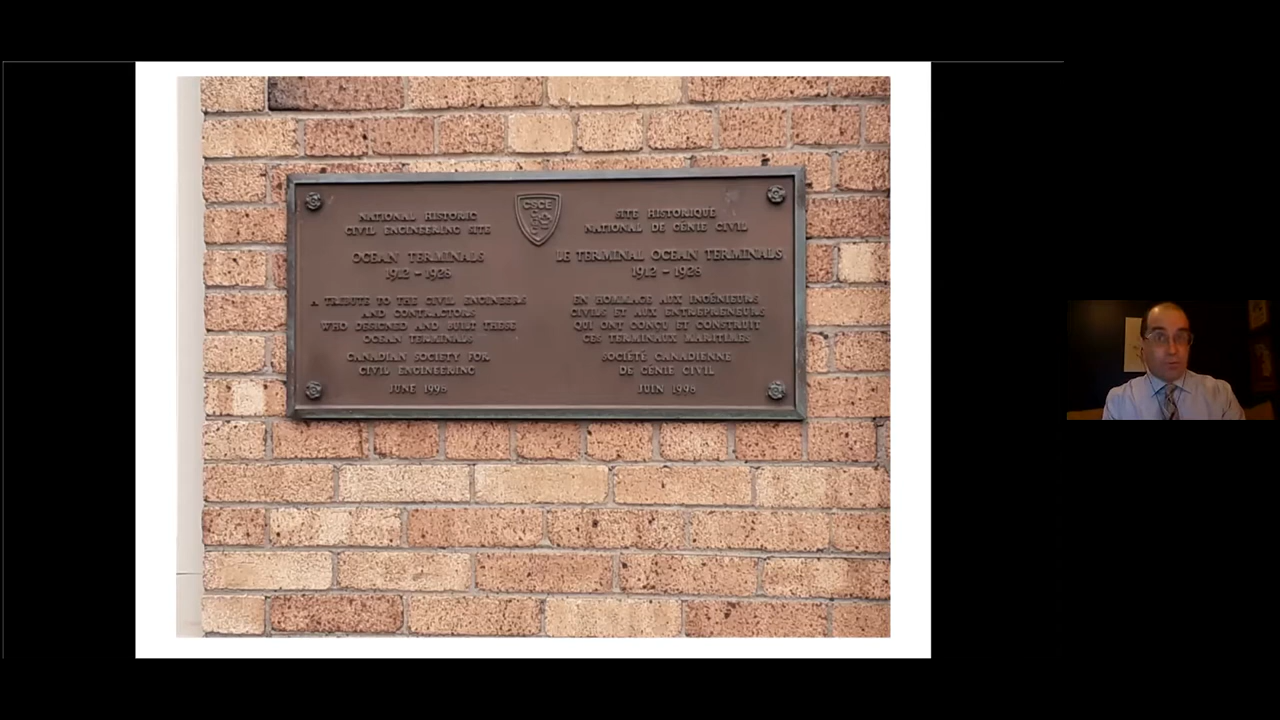 CSCE
NATIONAL HISTORIC
CIVIL ENGINEERING SITE
OCEAN TERMINALS
1912 - 1928
A TRIBUTE TO THE CIVIL ENGINEERS
AND CONTRACTORS
WHO DESIGNED AND BUILT THESE
OCEAN TERMINALS
CANADIAN SOCIETY FOR
CIVIL ENGINEERING
JUNE 1996
SITE HISTORIQUE
NATIONAL DE GÉNIE CIVIL
LE TERMINAL OCEAN TERMINALS
1912 - 1928
EN HOMMAGE AUX INGÉNIEURS
CIVILS ET AUX ENTREPRENEURS
QUI ONT CONÇU ET CONSTRUIT
CES TERMINAUX MARITIMES
SOCIÉTÉ CANADIENNE
DE GÉNIE CIVIL
JUIN 1996